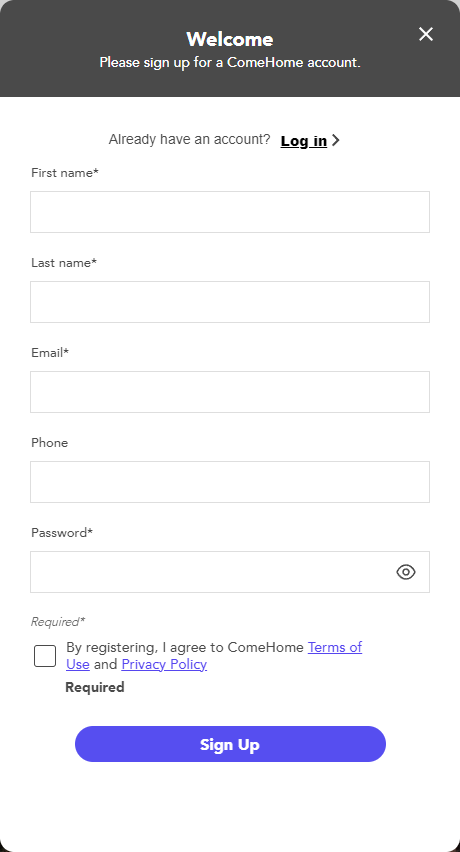 Welcome
Please sign up for a ComeHome account.
Already have an account? Log in
First name*
Last name*
Email*
Phone
Password*
Required*
By registering, I agree to ComeHome Terms of
Use and Privacy Policy
Required
Sign Up